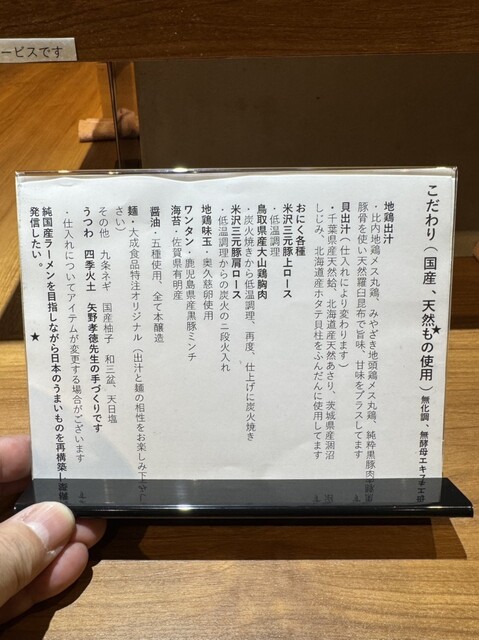 ービスです
こだわり（国産、天然もの使用）無化調、無酵母エキス
★
地鶏出汁
・比内地鶏メス丸鶏、みやざき地頭鶏メス丸鶏、純粋黒豚
豚骨を使い天然羅臼昆布で旨味、甘味をプラスしてます
貝出汁（仕入れにより変わります）
・千葉県産天然蛤、北海道産天然あさり、茨城県産涸沼
しじみ、北海道産ホタテ貝柱をふんだんに使用してます
おにく各種
米沢三元豚上ロース
・低温調理
鳥取県産大山鶏胸肉
・炭火焼きから低温調理、再度、仕上げに炭火焼き
米沢三元豚肩ロース
・低温調理からの炭火の二段火入れ
地鶏味玉・奥久慈卵使用
ワンタン・鹿児島県産黒豚ミンチ
海苔・佐賀県有明産
醤油・五種使用、全て本醸造
麺・大成食品特注オリジナル（出汁と麺の相性をお楽しみ下
さい）
その他　九条ネギ　国産柚子　和三盆、天日塩
うつわ　四季火土　矢野孝徳先生の手づくりです
・仕入れについてアイテムが変更する場合がございます
★
純国産ラーメンを目指しながら日本のうまいものを再構築し
発信したい。